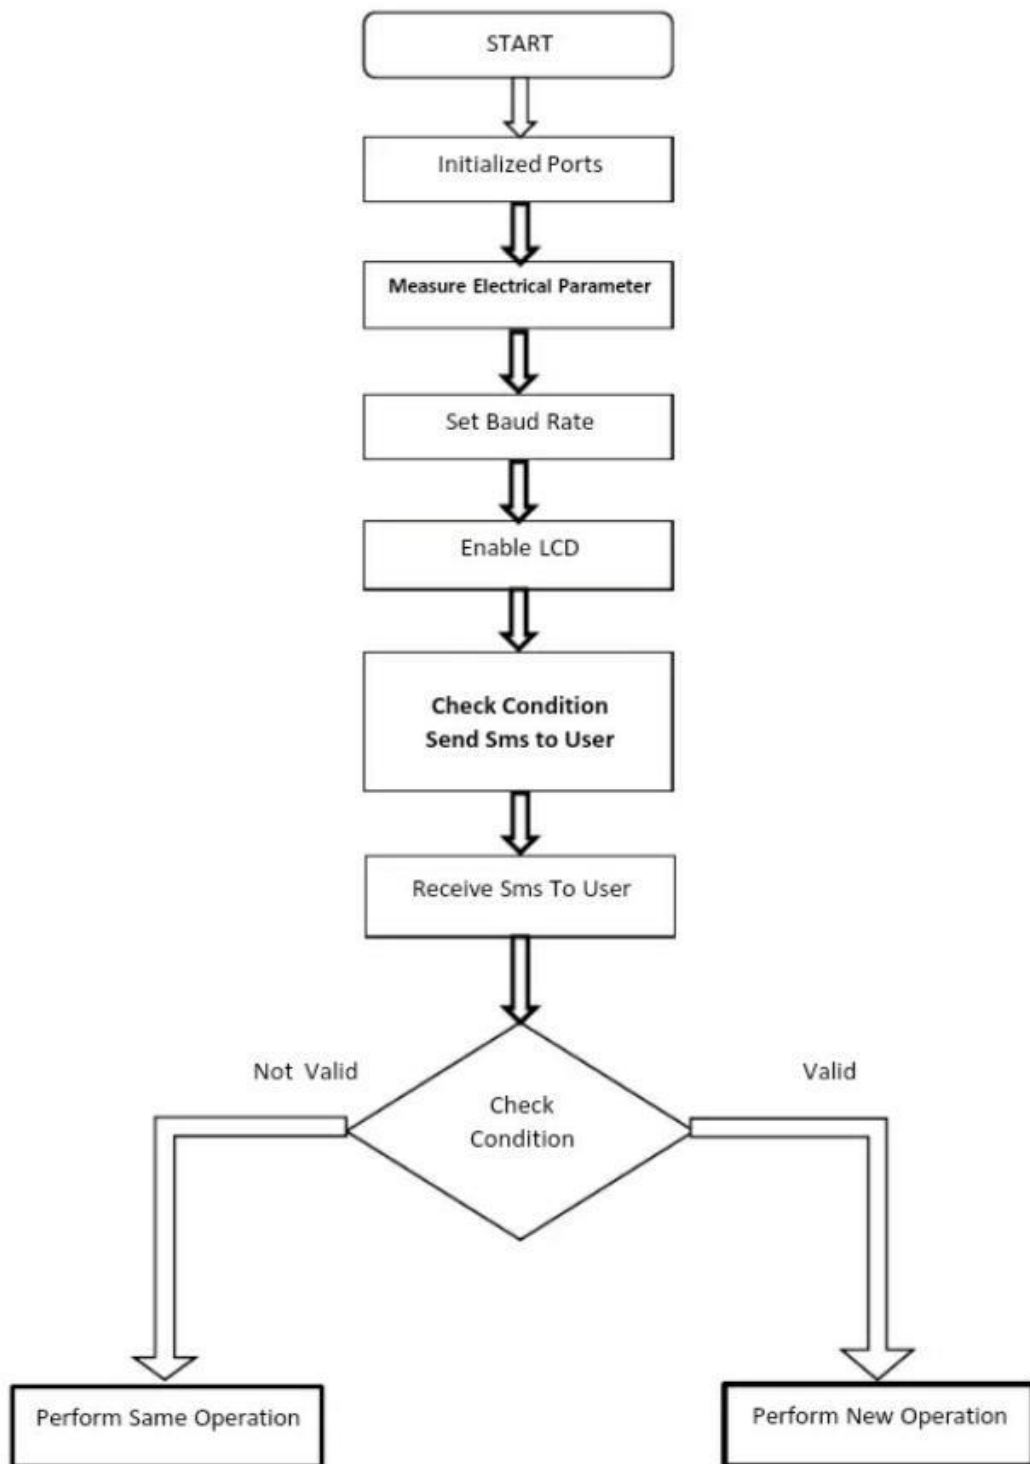 START
Initialized Ports
Measure Electrical Parameter
Set Baud Rate
Enable LCD
Check Condition
Send Sms to User
Receive Sms To User
Not Valid
Valid
Check
Condition
Perform Same Operation
Perform New Operation